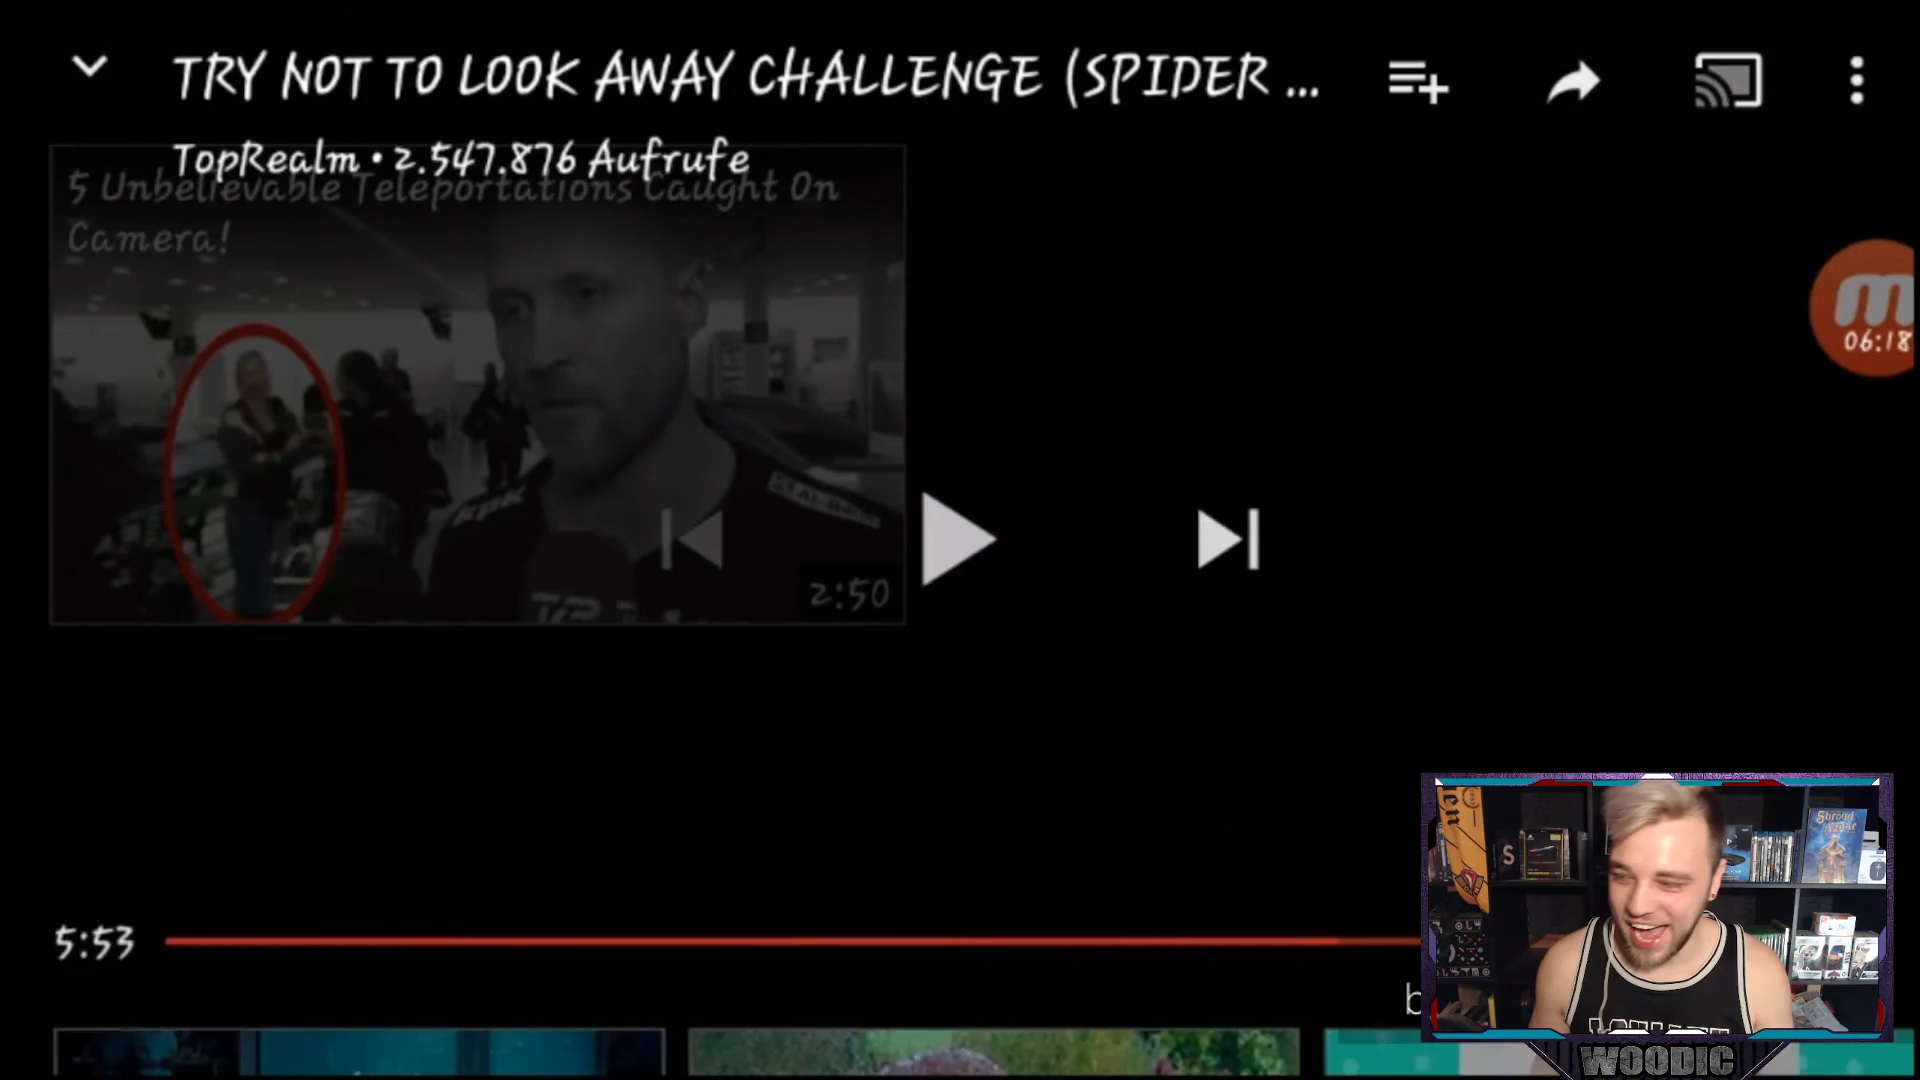 TRY NOT TO LOOK AWAY CHALLENGE (SPIDER ...
TopRealm • 2.547.876 Aufrufe
5 Unbelievable Teleportations Caught On
Camera!
06:18
2:50
5:53
Shroud
S
WOODIC